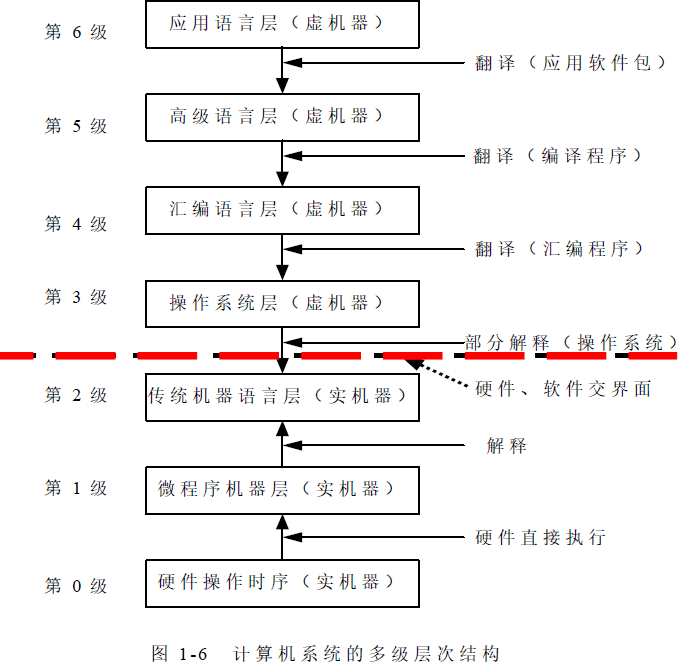 第 6 级 应用语言层（虚机器）
翻译（应用软件包）
第 5 级 高级语言层（虚机器）
翻译（编译程序）
第 4 级 汇编语言层（虚机器）
翻译（汇编程序）
第 3 级 操作系统层（虚机器）
部分解释（操作系统）
第 2 级 传统机器语言层（实机器） 硬件、软件交界面
解释
第 1 级 微程序机器层（实机器）
硬件直接执行
第 0 级 硬件操作时序（实机器）
图 1-6 计算机系统的多级层次结构